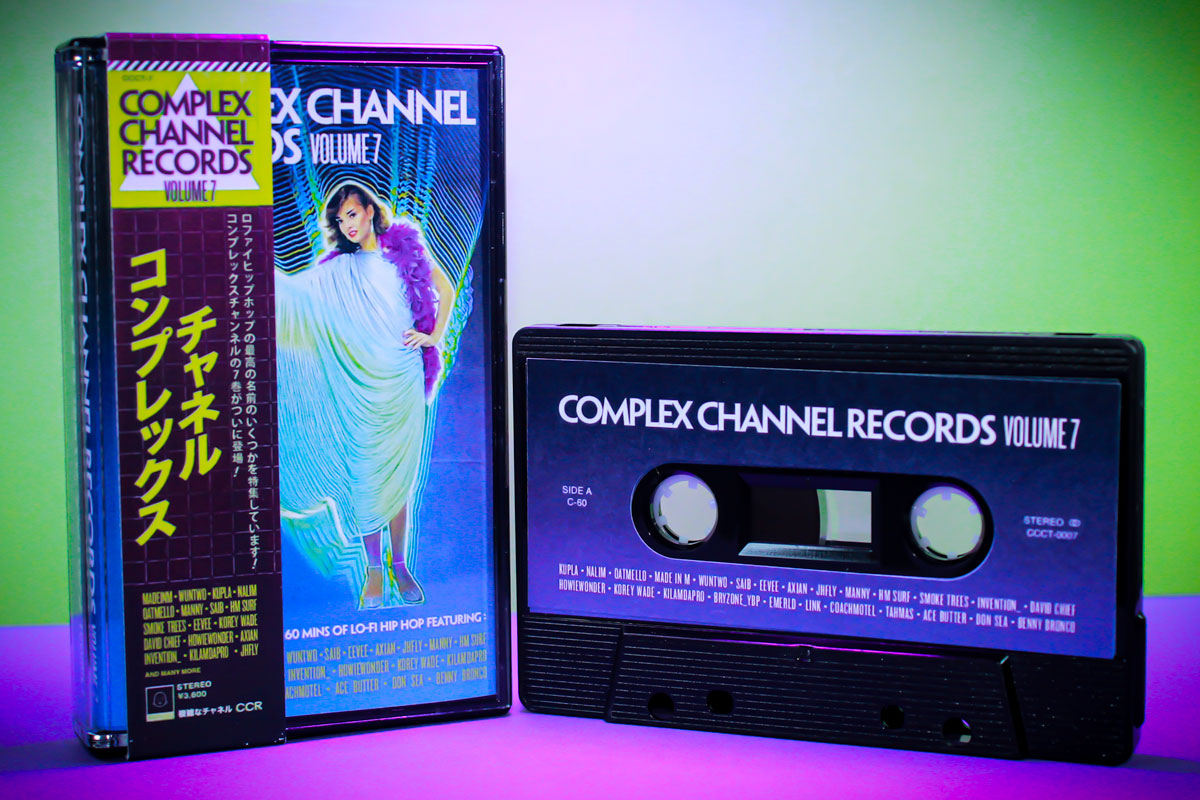 CCCT-7
COMPLEX
CHANNEL
RECORDS
VOLUME 7
ロファイヒップホップの最高の名前のいくつかを特集しています!
コンプレックスチャンネルの7巻がついに登場!
チャネル
コンプレックス
MADEINM • WUNTWO • KUPLA • NALIM
OATMELLO • MANNY • SAIB • HM SURF
SMOKE TREES • EEVEE • KOREY WADE
DAVID CHIEF • HOWIEWONDER • AXIAN
INVENTION_ • KILAMDAPRO • JHFLY
AND MANY MORE
STEREO
¥3,600
複雑なチャネル CCR
EX CHANNEL
DS VOLUME 7
60 MINS OF LO-FI HIP HOP FEATURING:
WUNTWO • SAIB • EEVEE • AXIAN • JHFLY • MANNY • HM SURF
INVENTION_ • HOWIEWONDER • KOREY WADE • KILAMDAPRO
ACHMOTEL • ACE BUTTER • DON SEA • BENNY BRONCO
COMPLEX CHANNEL RECORDS VOLUME 7
SIDE A
C-60
STEREO
CCCT-0007
KUPLA • NALIM • OATMELLO • MADE IN M • WUNTWO • SAIB • EEVEE • AXIAN • JHFLY • MANNY • HM SURF • SMOKE TREES • INVENTION_ • DAVID CHIEF
HOWIEWONDER • KOREY WADE • KILAMDAPRO • BRYZONE_YBP • EMERLD • LINK • COACHMOTEL • TAHMAS • ACE BUTTER • DON SEA • BENNY BRONCO